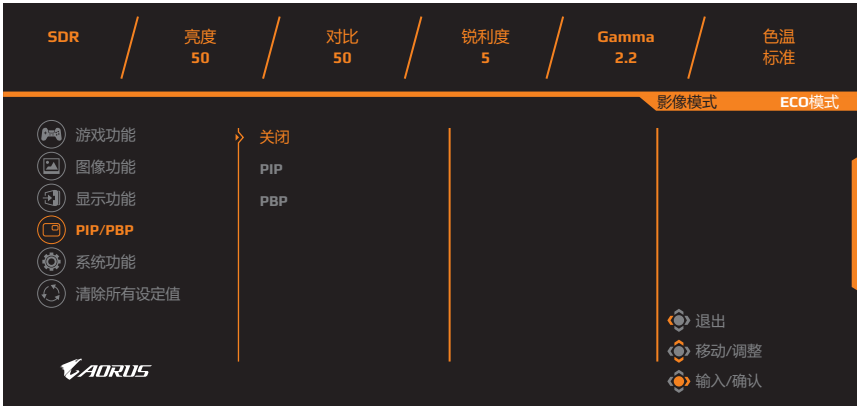 SDR 亮度 对比 锐利度 Gamma 色温
50 50 5 2.2 标准
影像模式 ECO模式
游戏功能 关闭
图像功能 PIP
显示功能 PBP
PIP/PBP
系统功能
清除所有设定值
退出
移动/调整
AORUS
输入/确认